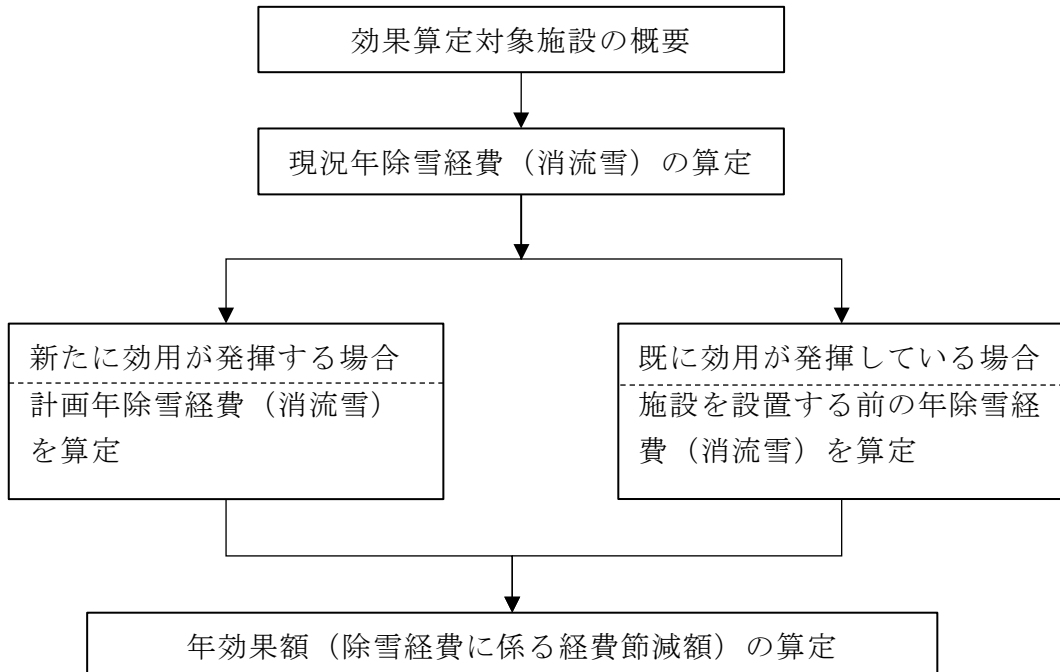 効果算定対象施設の概要
現況年除雪経費（消流雪）の算定
新たに効用が発揮する場合
計画年除雪経費（消流雪）
を算定
既に効用が発揮している場合
施設を設置する前の年除雪経
費（消流雪）を算定
年効果額（除雪経費に係る経費節減額）の算定